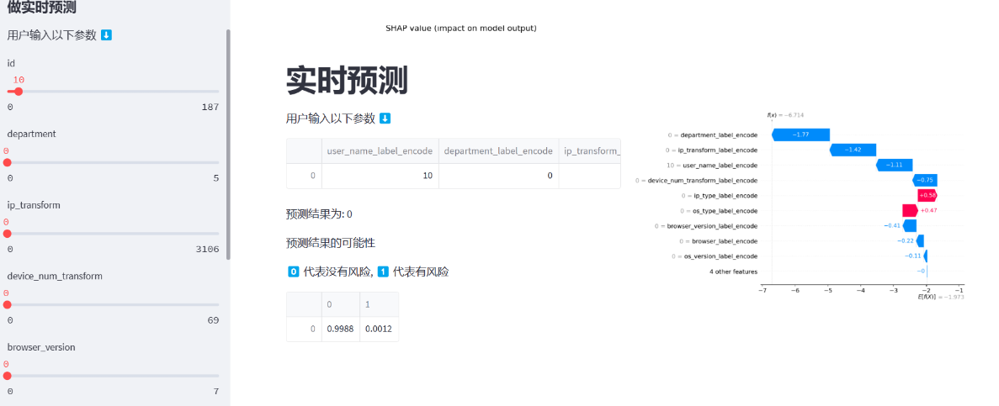 做实时预测
用户输入以下参数 ⬇️
id
10
0 187
department
0
0 5
ip_transform
0
0 3106
device_num_transform
0
0 69
browser_version
0
0 7
SHAP value (impact on model output)
实时预测
用户输入以下参数 ⬇️
user_name_label_encode department_label_encode ip_transform_
0 10 0
预测结果为: 0
预测结果的可能性
0 代表没有风险, 1 代表有风险
0 1
0 0.9988 0.0012
f(x) = −6.714
0 = department_label_encode −1.77
0 = ip_transform_label_encode −1.42
10 = user_name_label_encode −1.11
0 = device_num_transform_label_encode −0.75
0 = ip_type_label_encode +0.58
0 = os_type_label_encode +0.47
0 = browser_version_label_encode −0.41
0 = browser_label_encode −0.22
0 = os_version_label_encode −0.11
4 other features −0
−7 −6 −5 −4 −3 −2 −1
E[f(X)] = −1.973